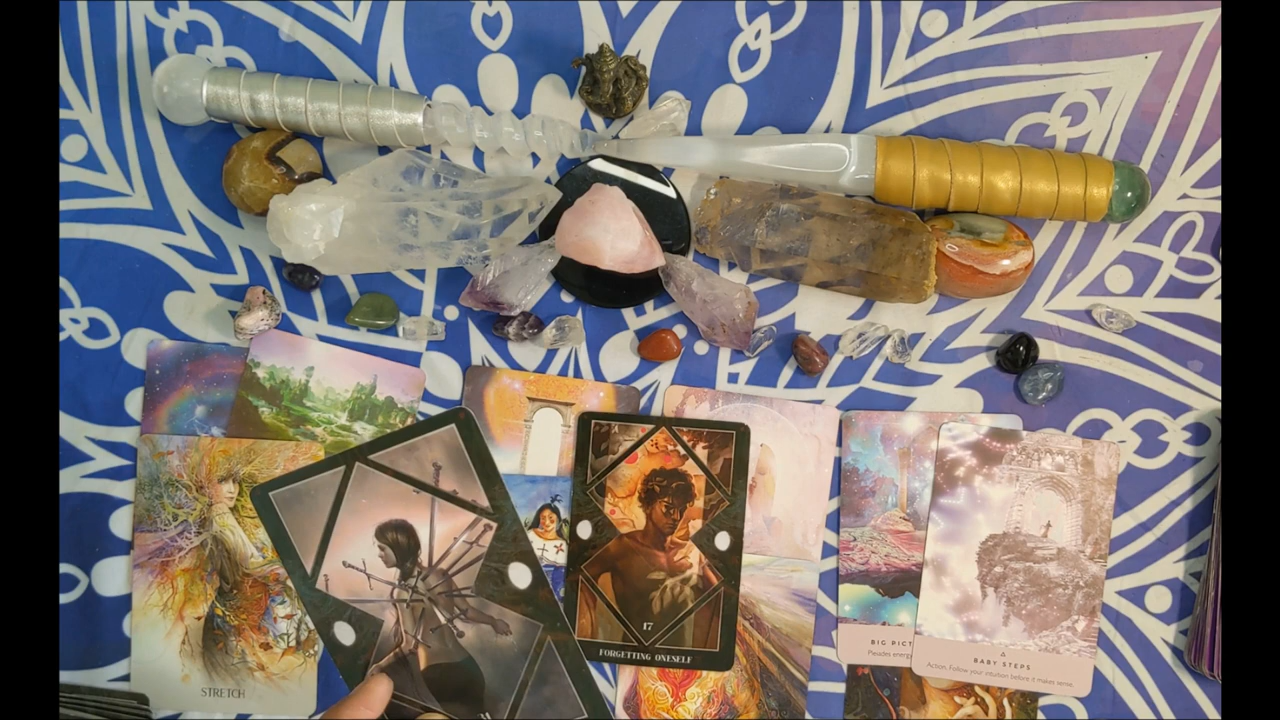 STRETCH
17
FORGETTING ONESELF
BIG PICT
Pleiades energ
BABY STEPS
Action. Follow your intuition before it makes sense.